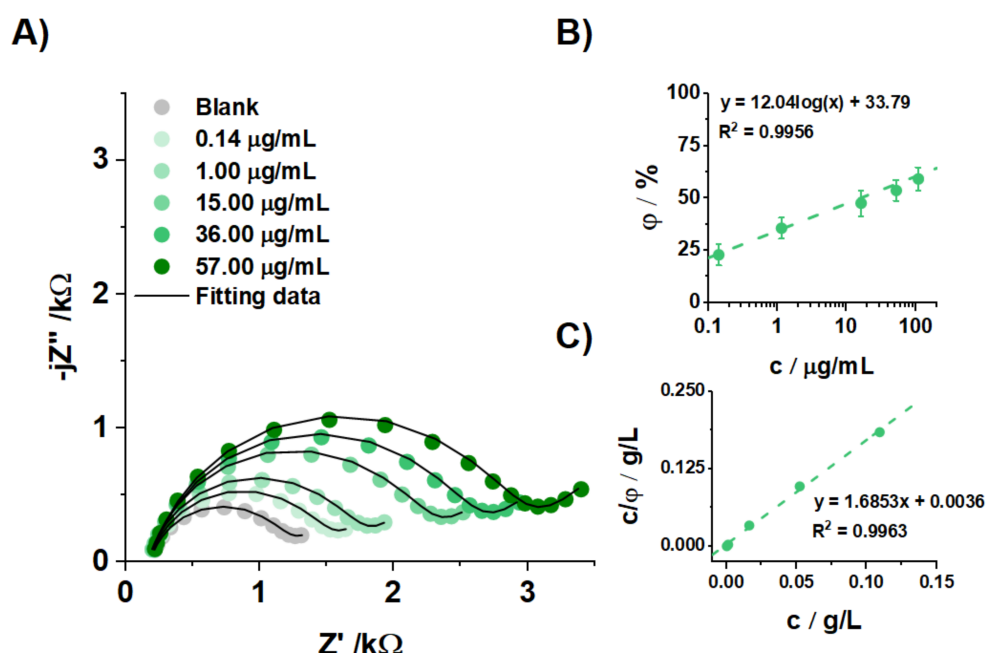 A)
3
2
1
0
-jZ" /kΩ
Blank
0.14 μg/mL
1.00 μg/mL
15.00 μg/mL
36.00 μg/mL
57.00 μg/mL
Fitting data
0 1 2 3
Z' /kΩ
B)
100
75
50
25
0
φ / %
y = 12.04log(x) + 33.79
R² = 0.9956
0.1 1 10 100
c / μg/mL
C)
0.250
0.125
0.000
c/φ / g/L
y = 1.6853x + 0.0036
R² = 0.9963
0.00 0.05 0.10 0.15
c / g/L